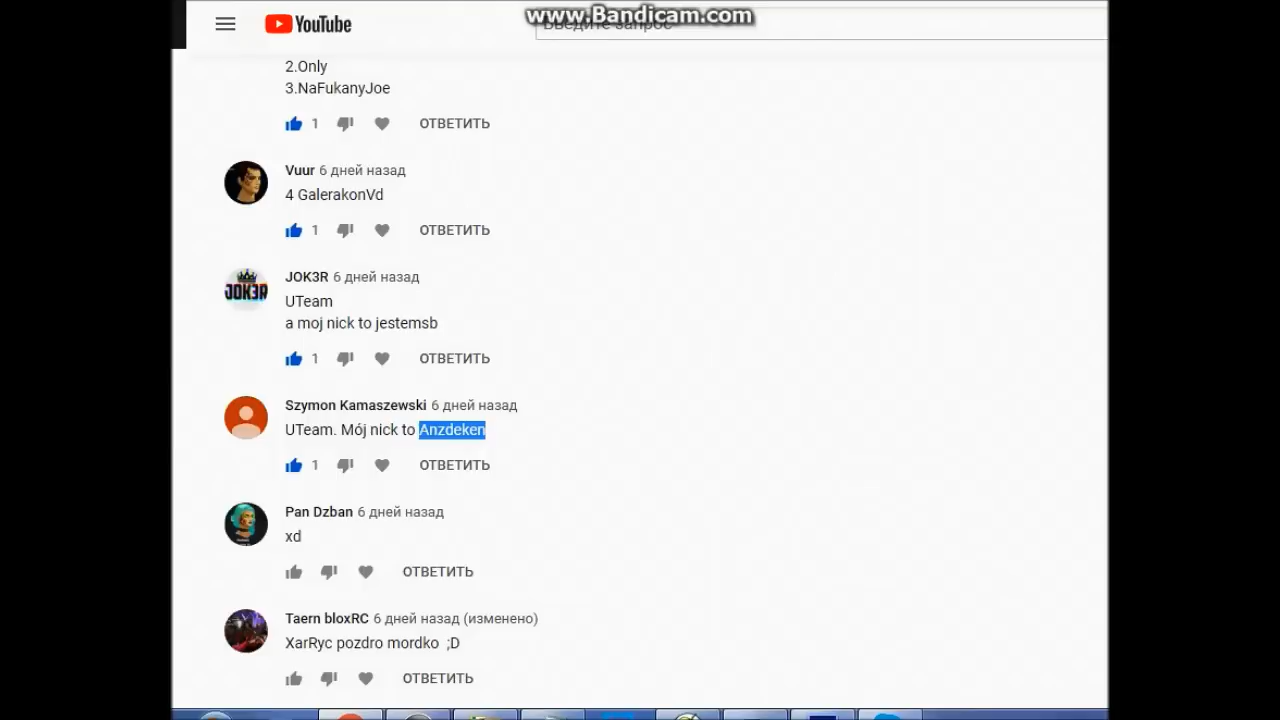 www.Bandicam.com
YouTube
Введите запрос
2.Only
3.NaFukanyJoe
1 ОТВЕТИТЬ
Vuur 6 дней назад
4 GalerakonVd
1 ОТВЕТИТЬ
JOK3R
JOK3R 6 дней назад
UTeam
a moj nick to jestemsb
1 ОТВЕТИТЬ
Szymon Kamaszewski 6 дней назад
UTeam. Mój nick to Anzdeken
1 ОТВЕТИТЬ
Pan Dzban 6 дней назад
xd
ОТВЕТИТЬ
Taern bloxRC 6 дней назад (изменено)
XarRyc pozdro mordko  ;D
ОТВЕТИТЬ